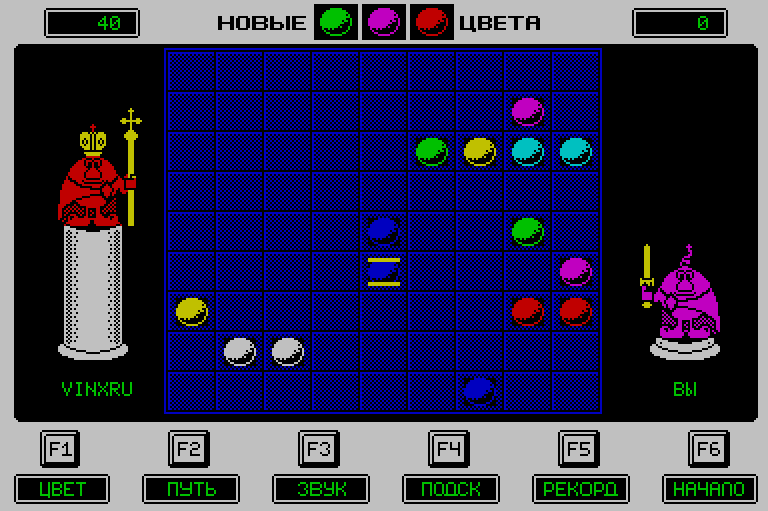 40 НОВЫЕ ЦВЕТА 0
VINXRU ВЫ
F1 F2 F3 F4 F5 F6
ЦВЕТ ПУТЬ ЗВУК ПОДСК РЕКОРД НАЧАЛО